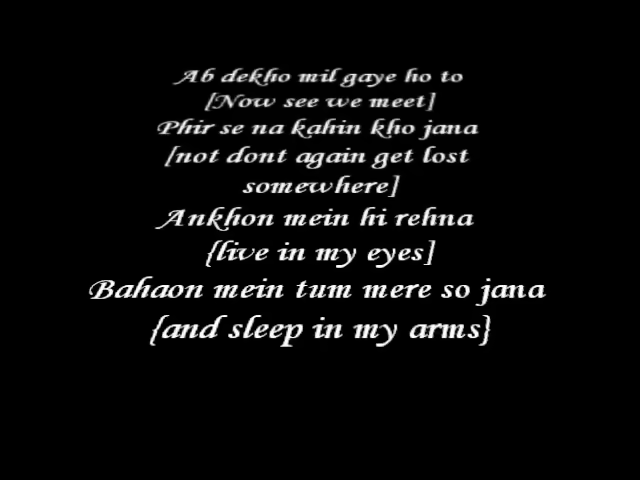 Ab dekho mil gaye ho to
[Now see we meet]
Phir se na kahin kho jana
[not dont again get lost
somewhere]
Ankhon mein hi rehna
{live in my eyes]
Bahaon mein tum mere so jana
{and sleep in my arms}